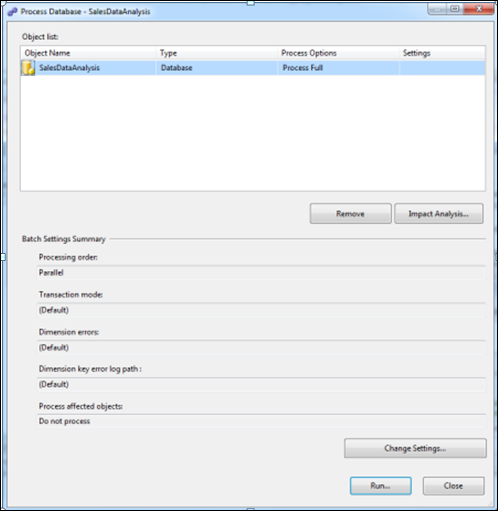 Process Database - SalesDataAnalysis
Object list:
Object Name Type Process Options Settings
SalesDataAnalysis Database Process Full
Remove Impact Analysis...
Batch Settings Summary
Processing order:
Parallel
Transaction mode:
(Default)
Dimension errors:
(Default)
Dimension key error log path :
(Default)
Process affected objects:
Do not process
Change Settings...
Run... Close